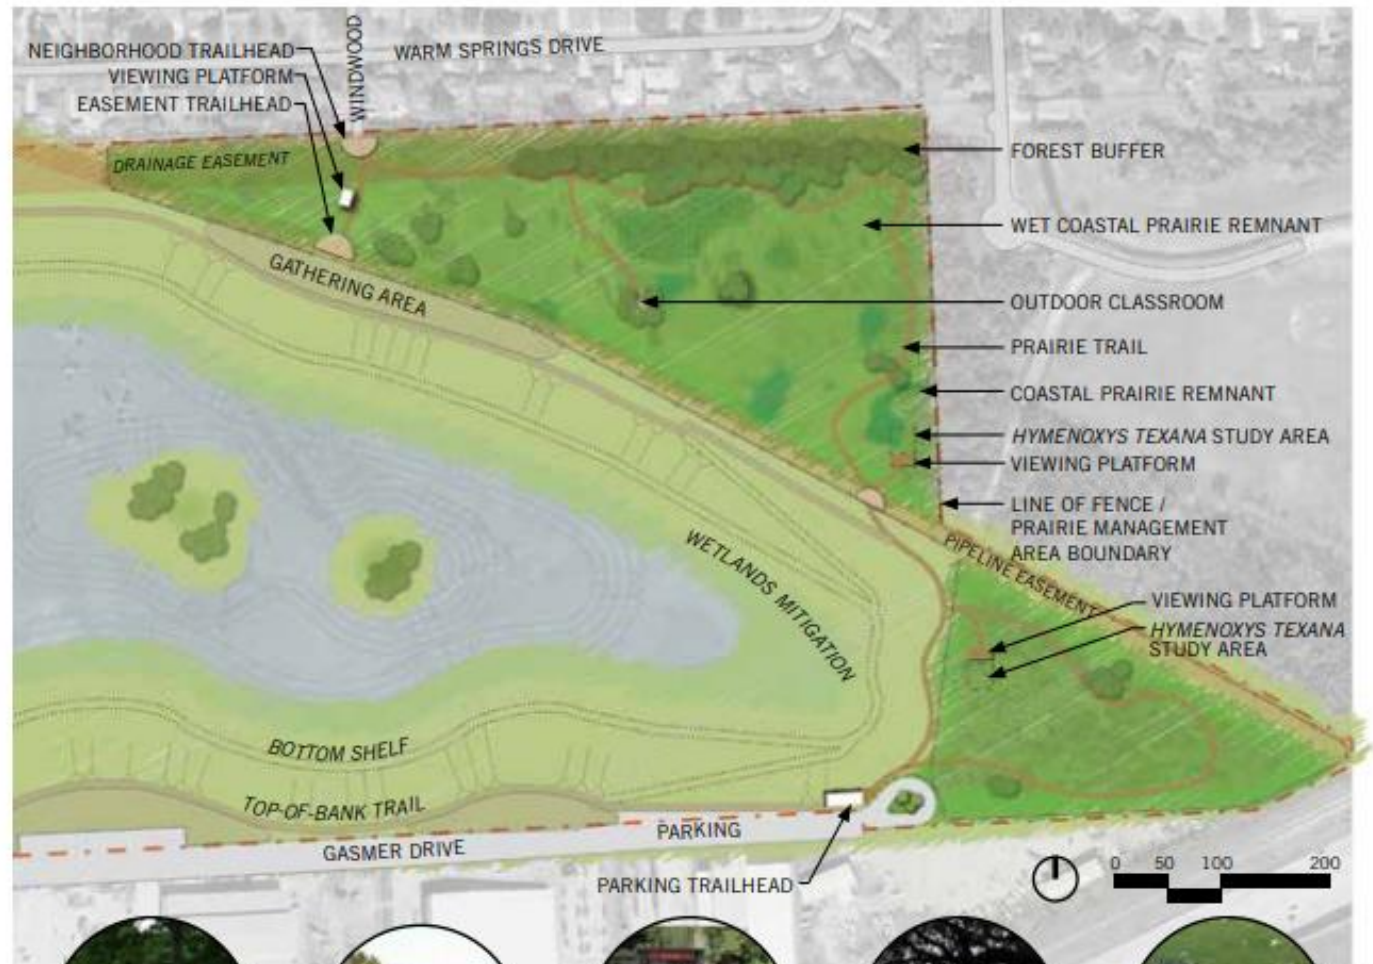 NEIGHBORHOOD TRAILHEAD
VIEWING PLATFORM
EASEMENT TRAILHEAD
WINDWOOD
WARM SPRINGS DRIVE
DRAINAGE EASEMENT
GATHERING AREA
FOREST BUFFER
WET COASTAL PRAIRIE REMNANT
OUTDOOR CLASSROOM
PRAIRIE TRAIL
COASTAL PRAIRIE REMNANT
HYMENOXYS TEXANA STUDY AREA
VIEWING PLATFORM
LINE OF FENCE /
PRAIRIE MANAGEMENT
AREA BOUNDARY
PIPELINE EASEMENT
VIEWING PLATFORM
HYMENOXYS TEXANA
STUDY AREA
WETLANDS MITIGATION
BOTTOM SHELF
TOP-OF-BANK TRAIL
PARKING
GASMER DRIVE
PARKING TRAILHEAD
0 50 100 200